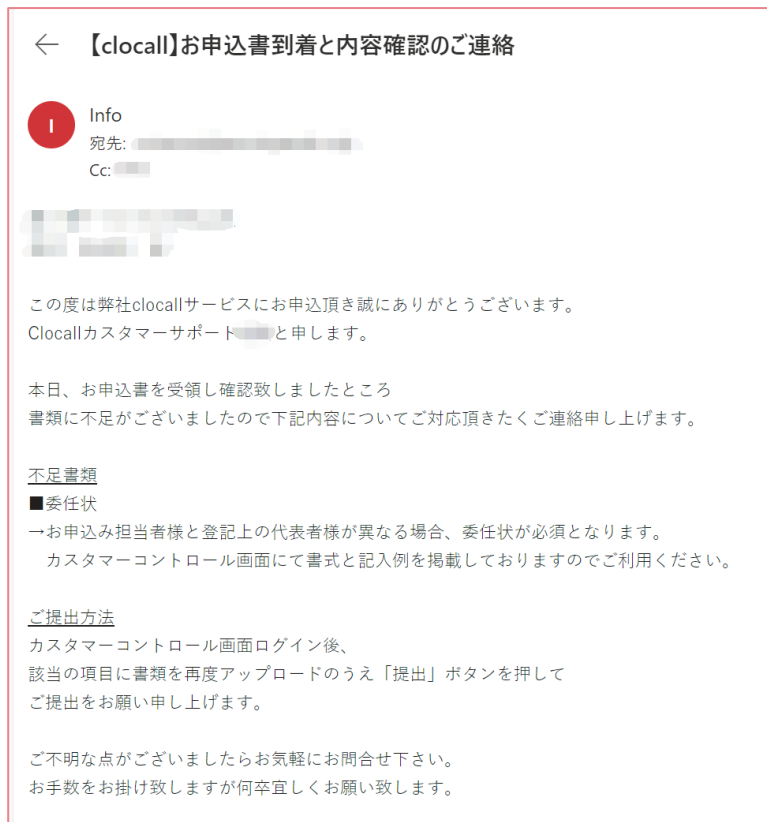 【clocall】お申込書到着と内容確認のご連絡
I
Info
宛先:
Cc:
この度は弊社clocallサービスにお申込頂き誠にありがとうございます。
Clocallカスタマーサポート と申します。
本日、お申込書を受領し確認致しましたところ
書類に不足がございましたので下記内容についてご対応頂きたくご連絡申し上げます。
不足書類
■委任状
→お申込み担当者様と登記上の代表者様が異なる場合、委任状が必須となります。
カスタマーコントロール画面にて書式と記入例を掲載しておりますのでご利用ください。
ご提出方法
カスタマーコントロール画面ログイン後、
該当の項目に書類を再度アップロードのうえ「提出」ボタンを押して
ご提出をお願い申し上げます。
ご不明な点がございましたらお気軽にお問合せ下さい。
お手数をお掛け致しますが何卒宜しくお願い致します。